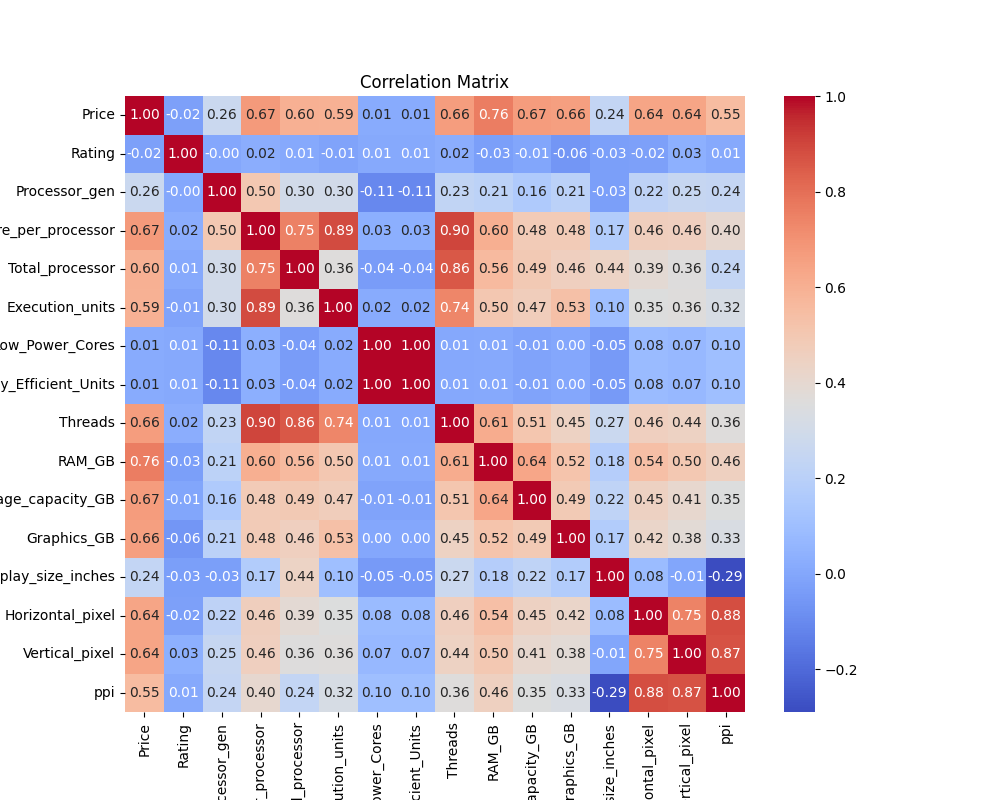 Correlation Matrix
Price 1.00 -0.02 0.26 0.67 0.60 0.59 0.01 0.01 0.66 0.76 0.67 0.66 0.24 0.64 0.64 0.55
Rating -0.02 1.00 -0.00 0.02 0.01 -0.01 0.01 0.01 0.02 -0.03 -0.01 -0.06 -0.03 -0.02 0.03 0.01
Processor_gen 0.26 -0.00 1.00 0.50 0.30 0.30 -0.11 -0.11 0.23 0.21 0.16 0.21 -0.03 0.22 0.25 0.24
re_per_processor 0.67 0.02 0.50 1.00 0.75 0.89 0.03 0.03 0.90 0.60 0.48 0.48 0.17 0.46 0.46 0.40
Total_processor 0.60 0.01 0.30 0.75 1.00 0.36 -0.04 -0.04 0.86 0.56 0.49 0.46 0.44 0.39 0.36 0.24
Execution_units 0.59 -0.01 0.30 0.89 0.36 1.00 0.02 0.02 0.74 0.50 0.47 0.53 0.10 0.35 0.36 0.32
ow_Power_Cores 0.01 0.01 -0.11 0.03 -0.04 0.02 1.00 1.00 0.01 0.01 -0.01 0.00 -0.05 0.08 0.07 0.10
y_Efficient_Units 0.01 0.01 -0.11 0.03 -0.04 0.02 1.00 1.00 0.01 0.01 -0.01 0.00 -0.05 0.08 0.07 0.10
Threads 0.66 0.02 0.23 0.90 0.86 0.74 0.01 0.01 1.00 0.61 0.51 0.45 0.27 0.46 0.44 0.36
RAM_GB 0.76 -0.03 0.21 0.60 0.56 0.50 0.01 0.01 0.61 1.00 0.64 0.52 0.18 0.54 0.50 0.46
age_capacity_GB 0.67 -0.01 0.16 0.48 0.49 0.47 -0.01 -0.01 0.51 0.64 1.00 0.49 0.22 0.45 0.41 0.35
Graphics_GB 0.66 -0.06 0.21 0.48 0.46 0.53 0.00 0.00 0.45 0.52 0.49 1.00 0.17 0.42 0.38 0.33
play_size_inches 0.24 -0.03 -0.03 0.17 0.44 0.10 -0.05 -0.05 0.27 0.18 0.22 0.17 1.00 0.08 -0.01 -0.29
Horizontal_pixel 0.64 -0.02 0.22 0.46 0.39 0.35 0.08 0.08 0.46 0.54 0.45 0.42 0.08 1.00 0.75 0.88
Vertical_pixel 0.64 0.03 0.25 0.46 0.36 0.36 0.07 0.07 0.44 0.50 0.41 0.38 -0.01 0.75 1.00 0.87
ppi 0.55 0.01 0.24 0.40 0.24 0.32 0.10 0.10 0.36 0.46 0.35 0.33 -0.29 0.88 0.87 1.00
Price
Rating
cessor_gen
r_processor
l_processor
ution_units
ower_Cores
cient_Units
Threads
RAM_GB
apacity_GB
raphics_GB
size_inches
ontal_pixel
rtical_pixel
ppi
1.0
0.8
0.6
0.4
0.2
0.0
−0.2